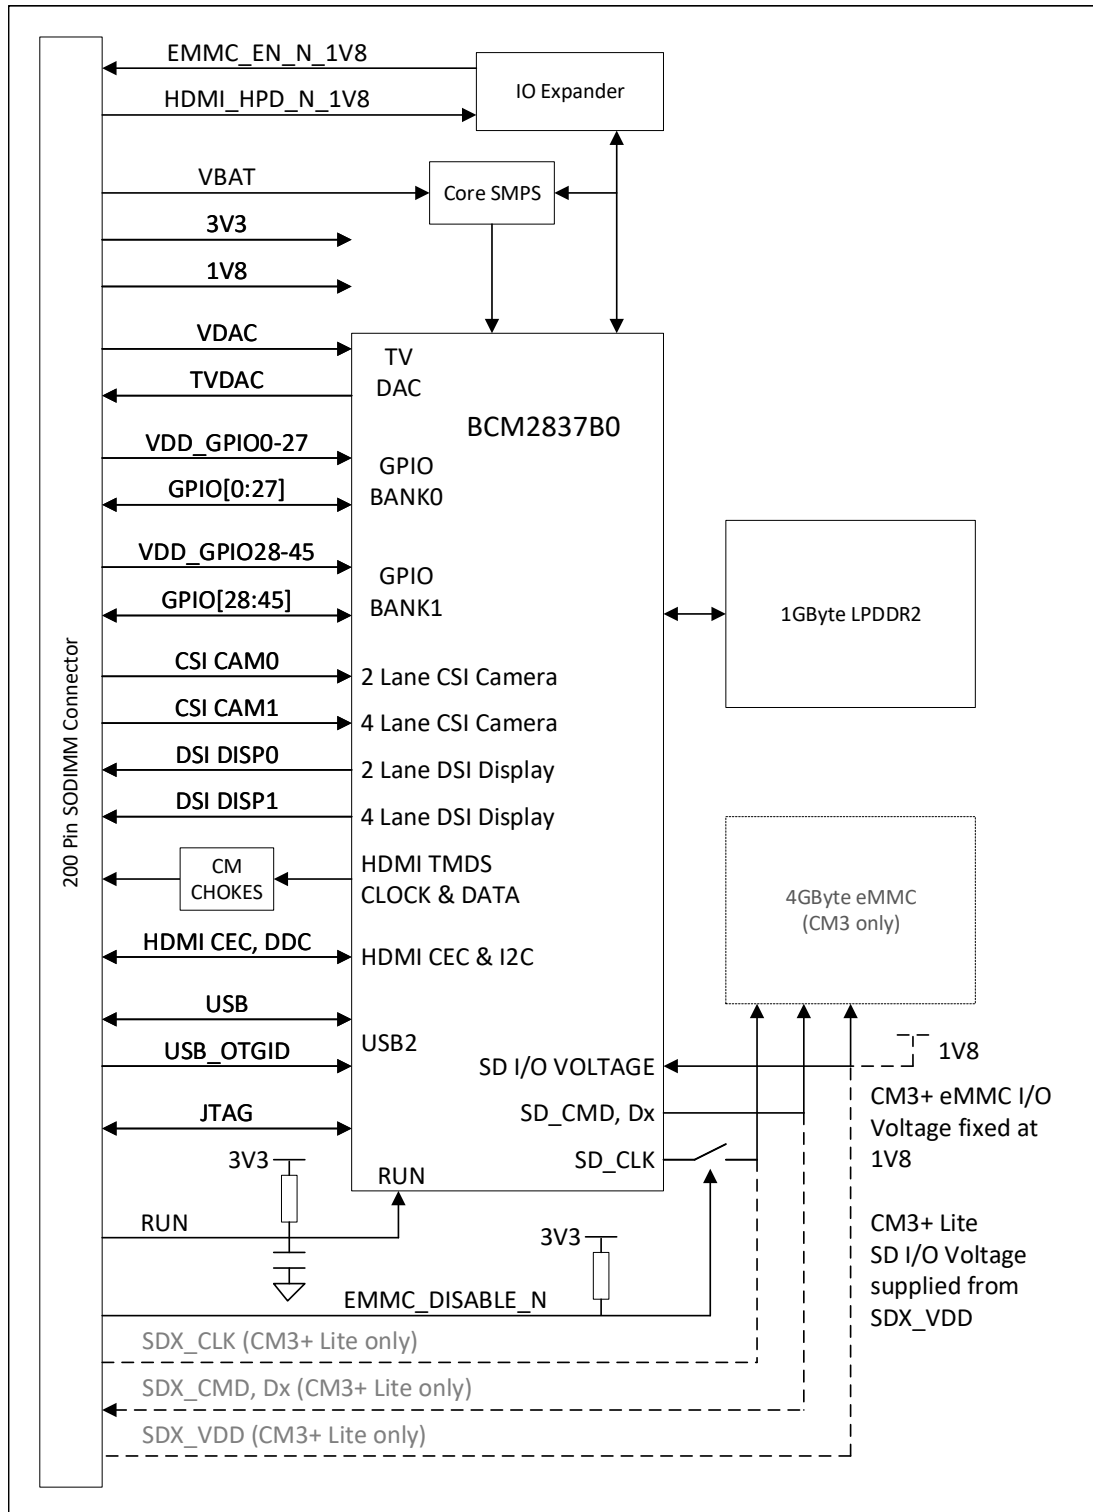 EMMC_EN_N_1V8
IO Expander
HDMI_HPD_N_1V8
VBAT
Core SMPS
3V3
1V8
VDAC
TV
DAC
TVDAC
BCM2837B0
VDD_GPIO0-27
GPIO
BANK0
GPIO[0:27]
VDD_GPIO28-45
GPIO
BANK1
GPIO[28:45]
1GByte LPDDR2
200 Pin SODIMM Connector
CSI CAM0
2 Lane CSI Camera
CSI CAM1
4 Lane CSI Camera
DSI DISP0
2 Lane DSI Display
DSI DISP1
4 Lane DSI Display
CM
CHOKES
HDMI TMDS
CLOCK & DATA
4GByte eMMC
(CM3 only)
HDMI CEC, DDC
HDMI CEC & I2C
USB
USB2
USB_OTGID
SD I/O VOLTAGE
1V8
CM3+ eMMC I/O
Voltage fixed at
1V8
SD_CMD, Dx
JTAG
SD_CLK
3V3
RUN
RUN
3V3
CM3+ Lite
SD I/O Voltage
supplied from
SDX_VDD
EMMC_DISABLE_N
SDX_CLK (CM3+ Lite only)
SDX_CMD, Dx (CM3+ Lite only)
SDX_VDD (CM3+ Lite only)